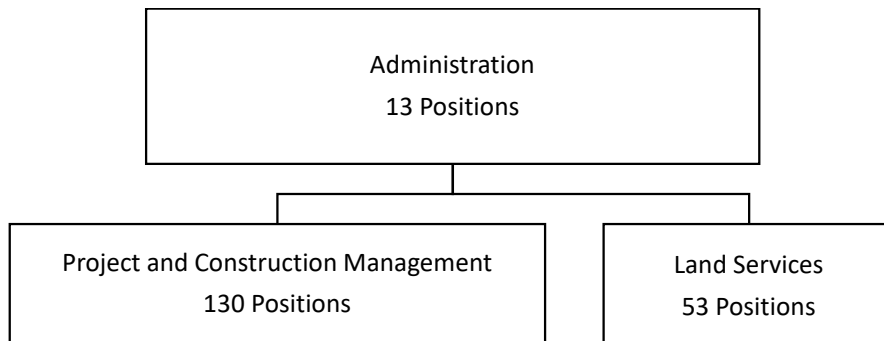 Administration
13 Positions
Project and Construction Management
130 Positions
Land Services
53 Positions